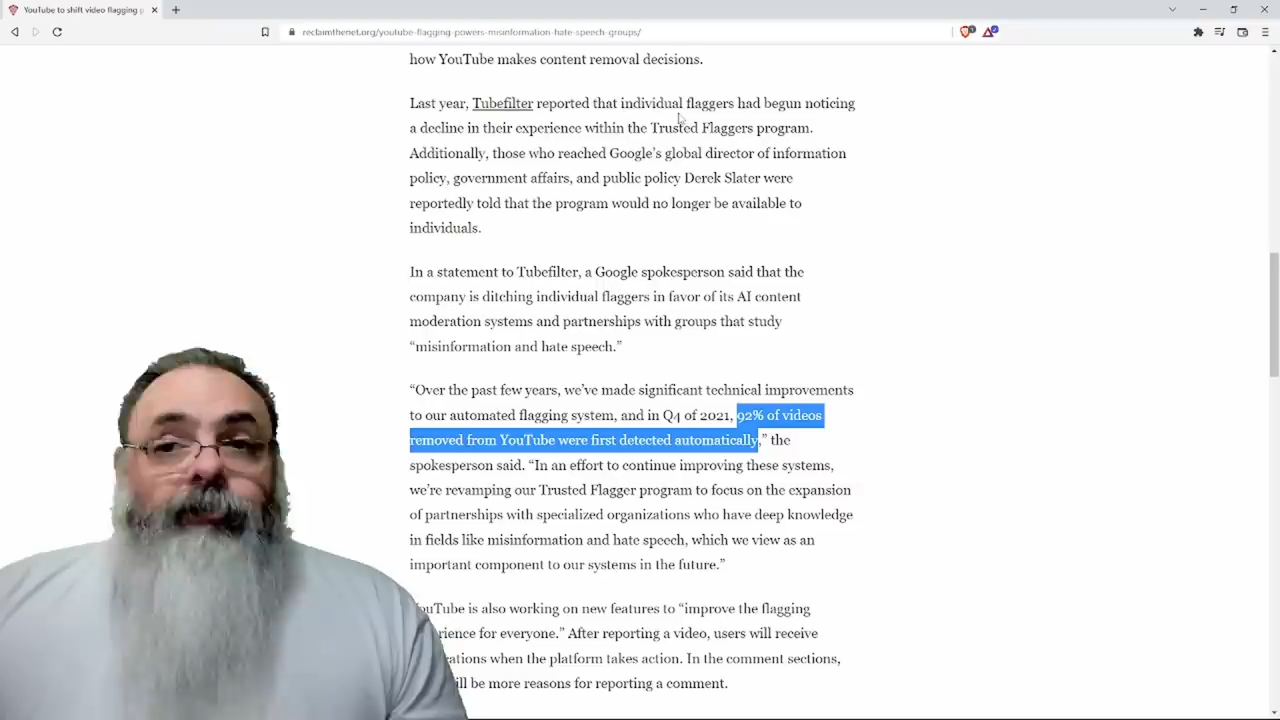 YouTube to shift video flagging p
reclaimthenet.org/youtube-flagging-powers-misinformation-hate-speech-groups/
how YouTube makes content removal decisions.
Last year, Tubefilter reported that individual flaggers had begun noticing
a decline in their experience within the Trusted Flaggers program.
Additionally, those who reached Google's global director of information
policy, government affairs, and public policy Derek Slater were
reportedly told that the program would no longer be available to
individuals.
In a statement to Tubefilter, a Google spokesperson said that the
company is ditching individual flaggers in favor of its AI content
moderation systems and partnerships with groups that study
“misinformation and hate speech.”
“Over the past few years, we’ve made significant technical improvements
to our automated flagging system, and in Q4 of 2021, 92% of videos
removed from YouTube were first detected automatically,” the
spokesperson said. “In an effort to continue improving these systems,
we’re revamping our Trusted Flagger program to focus on the expansion
of partnerships with specialized organizations who have deep knowledge
in fields like misinformation and hate speech, which we view as an
important component to our systems in the future.”
ouTube is also working on new features to “improve the flagging
rience for everyone.” After reporting a video, users will receive
ations when the platform takes action. In the comment sections,
ill be more reasons for reporting a comment.